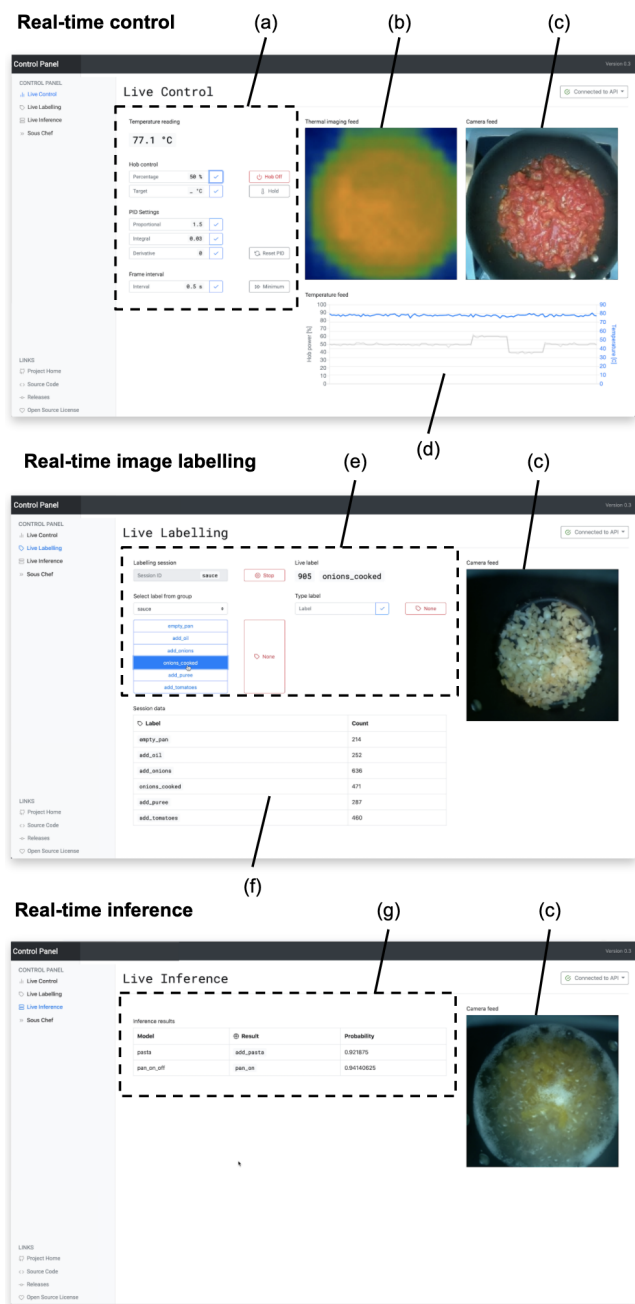 Real-time control
(a)
(b)
(c)
Control Panel
Version 0.3
CONTROL PANEL
Live Control
Live Labelling
Live Inference
Sous Chef
Live Control
Connected to API
Temperature reading
77.1 °C
Hob control
Percentage 50 %
Hob Off
Target _ °C
Hold
PID Settings
Proportional 1.5
Integral 0.03
Derivative 0
Reset PID
Frame interval
Interval 0.5 s
Minimum
Thermal imaging feed
Camera feed
Temperature feed
Hob power [%]
100
90
80
70
60
50
40
30
20
10
0
90
80
70
60
50
40
30
20
10
0
Temperature [C]
LINKS
Project Home
Source Code
Releases
Open Source License
(d)
Real-time image labelling
(e)
(c)
Control Panel
Version 0.3
CONTROL PANEL
Live Control
Live Labelling
Live Inference
Sous Chef
Live Labelling
Connected to API
Labelling session
Session ID sauce
Stop
Live label
905 onions_cooked
Camera feed
Select label from group
sauce
Type label
Label
None
empty_pan
add_oil
add_onions
onions_cooked
add_puree
add_tomatoes
None
Session data
Label Count
empty_pan 214
add_oil 252
add_onions 636
onions_cooked 471
add_puree 287
add_tomatoes 460
LINKS
Project Home
Source Code
Releases
Open Source License
(f)
Real-time inference
(g)
(c)
Control Panel
Version 0.3
CONTROL PANEL
Live Control
Live Labelling
Live Inference
Sous Chef
Live Inference
Connected to API
Inference results
Model Result Probability
pasta add_pasta 0.921875
pan_on_off pan_on 0.94140625
Camera feed
LINKS
Project Home
Source Code
Releases
Open Source License